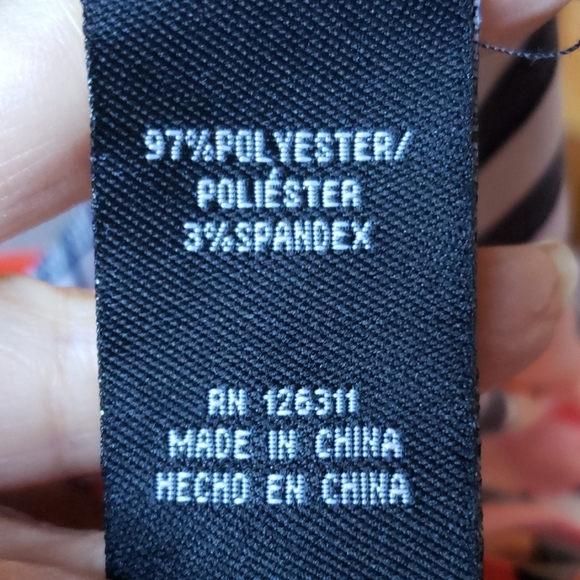 97%POLYESTER/
POLIÉSTER
3%SPANDEX
RN 126311
MADE IN CHINA
HECHO EN CHINA